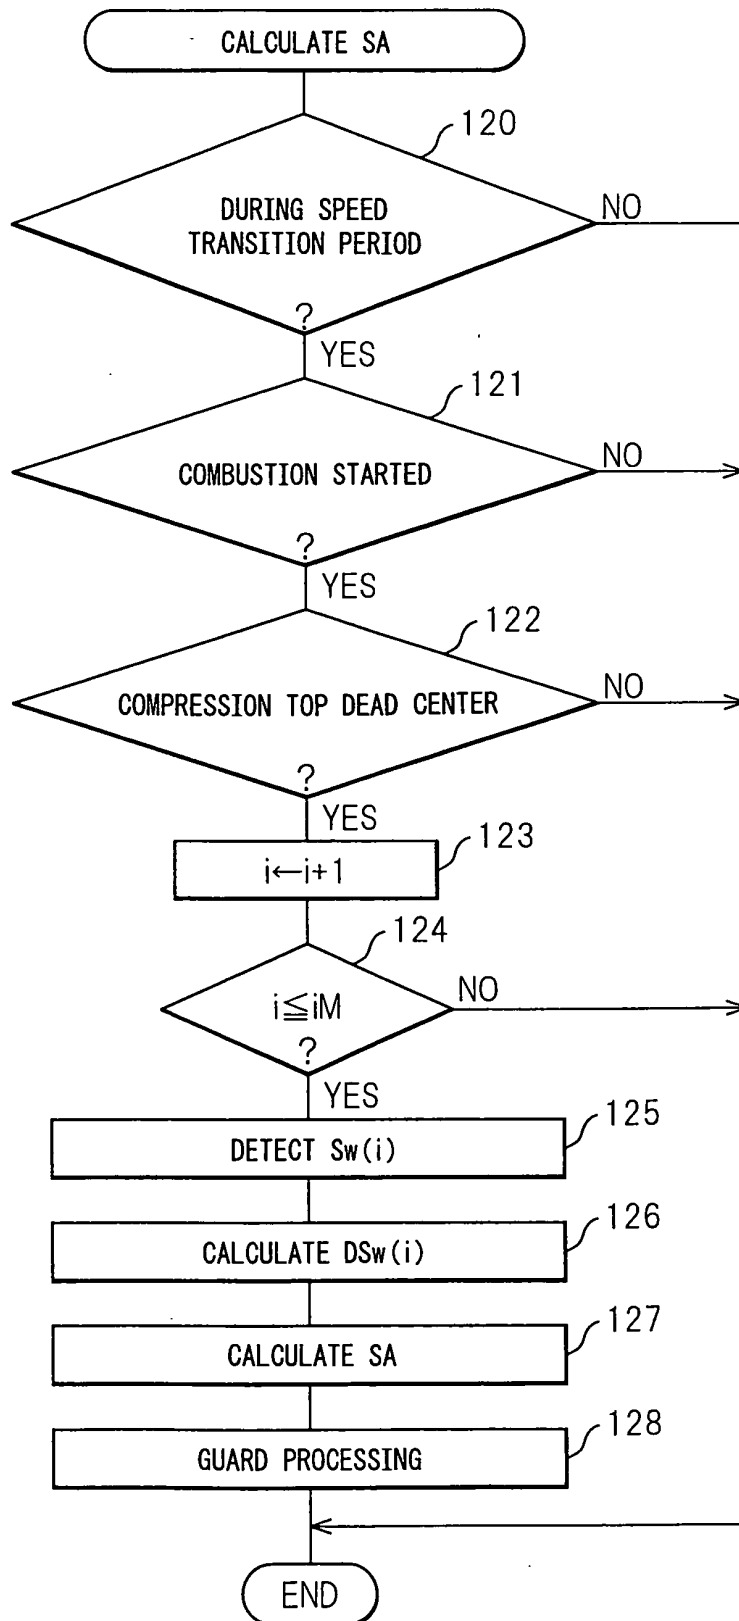 CALCULATE SA
120
DURING SPEED
TRANSITION PERIOD
NO
?
YES
121
COMBUSTION STARTED
NO
?
YES
122
COMPRESSION TOP DEAD CENTER
NO
?
YES
123
i←i+1
124
i≦iM
NO
?
YES
125
DETECT Sw(i)
126
CALCULATE DSw(i)
127
CALCULATE SA
128
GUARD PROCESSING
END